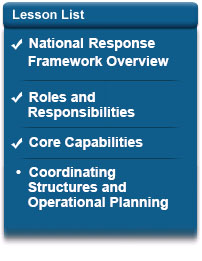 Lesson List
✓ National Response
Framework Overview
✓ Roles and
Responsibilities
✓ Core Capabilities
• Coordinating
Structures and
Operational Planning